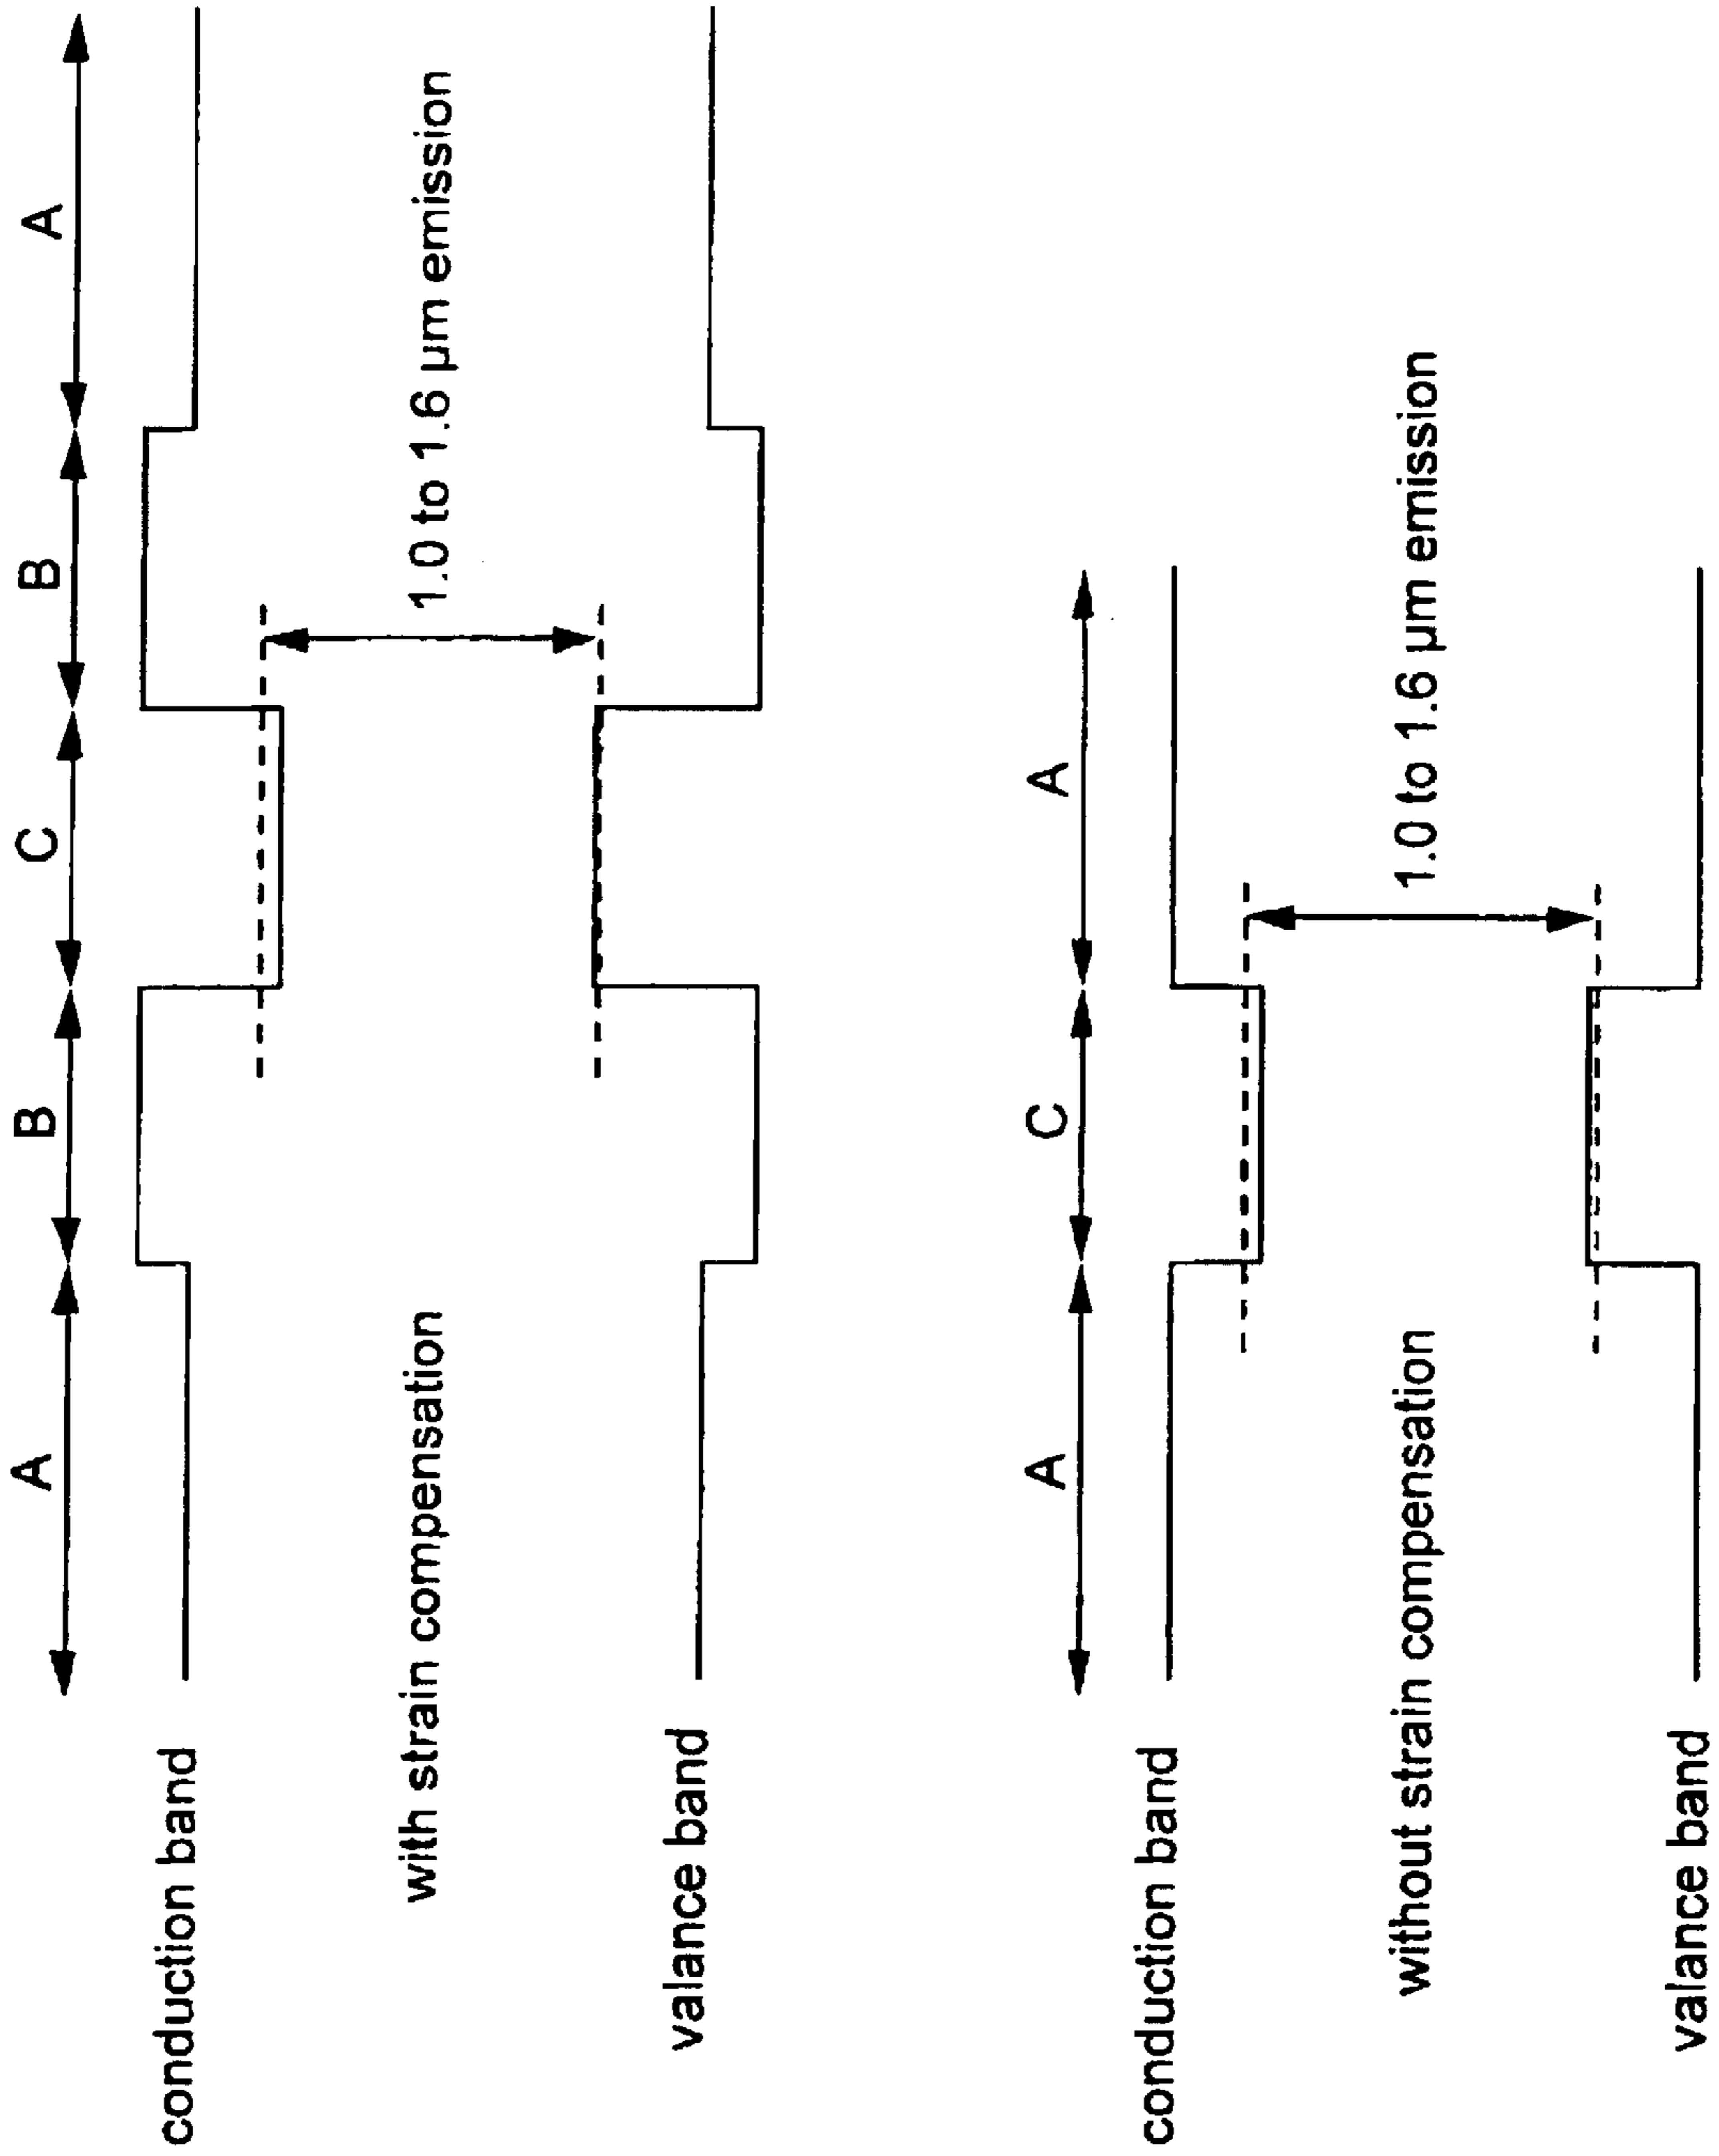 A
B
C
B
A
conduction band
with strain compensation
1.0 to 1.6 µm emission
valance band
A
C
A
conduction band
without strain compensation
1.0 to 1.6 µm emission
valance band